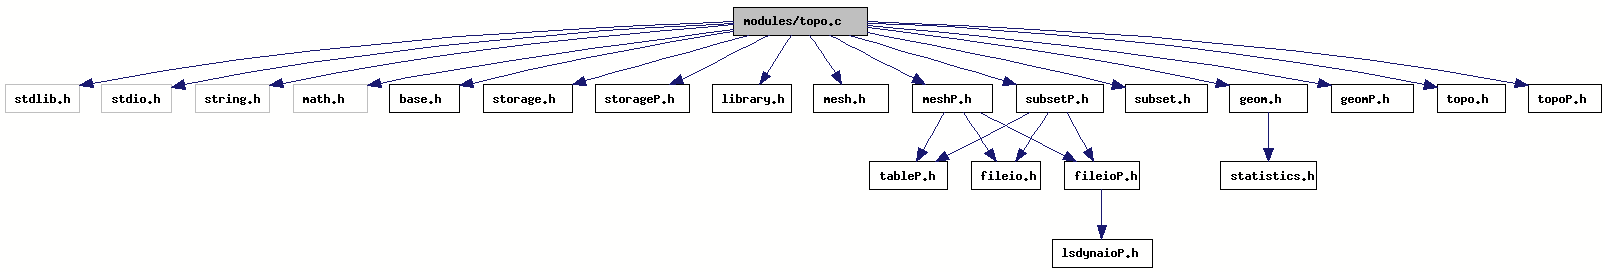 modules/topo.c
stdlib.h
stdio.h
string.h
math.h
base.h
storage.h
storageP.h
library.h
mesh.h
meshP.h
subsetP.h
subset.h
geom.h
geomP.h
topo.h
topoP.h
tableP.h
fileio.h
fileioP.h
statistics.h
lsdynaioP.h